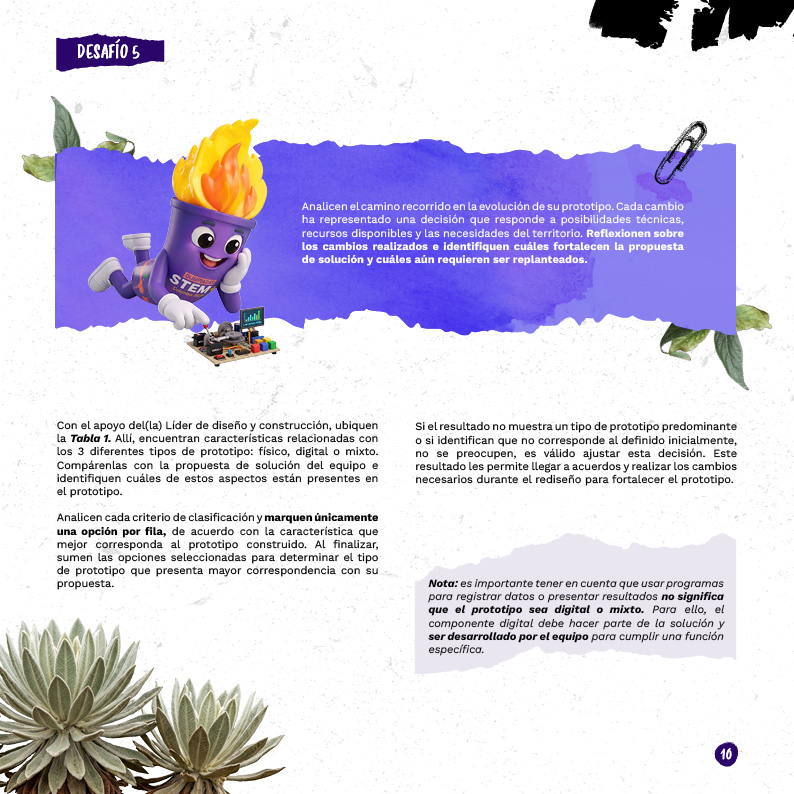 DESAFÍO 5
Analicen el camino recorrido en la evolución de su prototipo. Cada cambio
ha representado una decisión que responde a posibilidades técnicas,
recursos disponibles y las necesidades del territorio. Reflexionen sobre
los cambios realizados e identifiquen cuáles fortalecen la propuesta
de solución y cuáles aún requieren ser replanteados.
STEM
Con el apoyo del(la) Líder de diseño y construcción, ubiquen
la Tabla 1. Allí, encuentran características relacionadas con
los 3 diferentes tipos de prototipo: físico, digital o mixto.
Compárenlas con la propuesta de solución del equipo e
identifiquen cuáles de estos aspectos están presentes en
el prototipo.
Analicen cada criterio de clasificación y marquen únicamente
una opción por fila, de acuerdo con la característica que
mejor corresponda al prototipo construido. Al finalizar,
sumen las opciones seleccionadas para determinar el tipo
de prototipo que presenta mayor correspondencia con su
propuesta.
Si el resultado no muestra un tipo de prototipo predominante
o si identifican que no corresponde al definido inicialmente,
no se preocupen, es válido ajustar esta decisión. Este
resultado les permite llegar a acuerdos y realizar los cambios
necesarios durante el rediseño para fortalecer el prototipo.
Nota: es importante tener en cuenta que usar programas
para registrar datos o presentar resultados no significa
que el prototipo sea digital o mixto. Para ello, el
componente digital debe hacer parte de la solución y
ser desarrollado por el equipo para cumplir una función
específica.
10